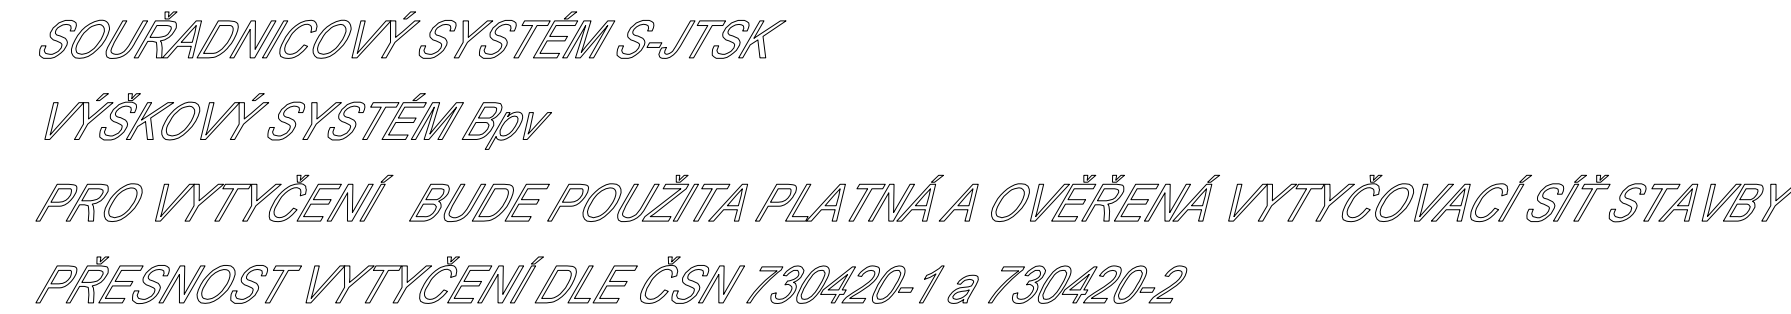 SOUŘADNICOVÝ SYSTÉM S-JTSK
VÝŠKOVÝ SYSTÉM Bpv
PRO VYTYČENÍ BUDE POUŽITA PLATNÁ A OVĚŘENÁ VYTYČOVACÍ SÍŤ STAVBY
PŘESNOST VYTYČENÍ DLE ČSN 730420-1 a 730420-2